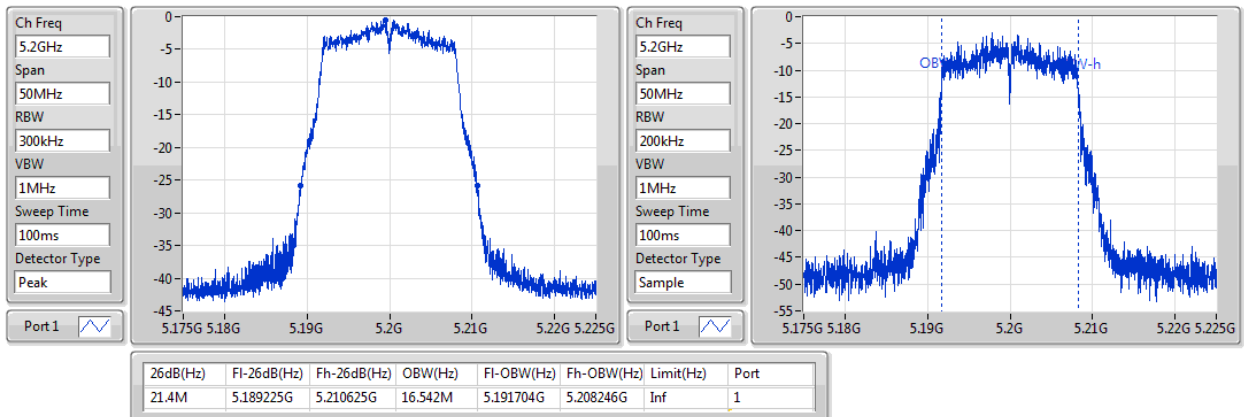 Ch Freq
5.2GHz
Span
50MHz
RBW
300kHz
VBW
1MHz
Sweep Time
100ms
Detector Type
Peak
Port 1
0
-5
-10
-15
-20
-25
-30
-35
-40
-45
5.175G 5.18G 5.19G 5.2G 5.21G 5.22G 5.225G
Ch Freq
5.2GHz
Span
50MHz
RBW
200kHz
VBW
1MHz
Sweep Time
100ms
Detector Type
Sample
Port 1
0
-5
-10
-15
-20
-25
-30
-35
-40
-45
-50
-55
5.175G 5.18G 5.19G 5.2G 5.21G 5.22G 5.225G
26dB(Hz) Fl-26dB(Hz) Fh-26dB(Hz) OBW(Hz) Fl-OBW(Hz) Fh-OBW(Hz) Limit(Hz) Port
21.4M 5.189225G 5.210625G 16.542M 5.191704G 5.208246G Inf 1